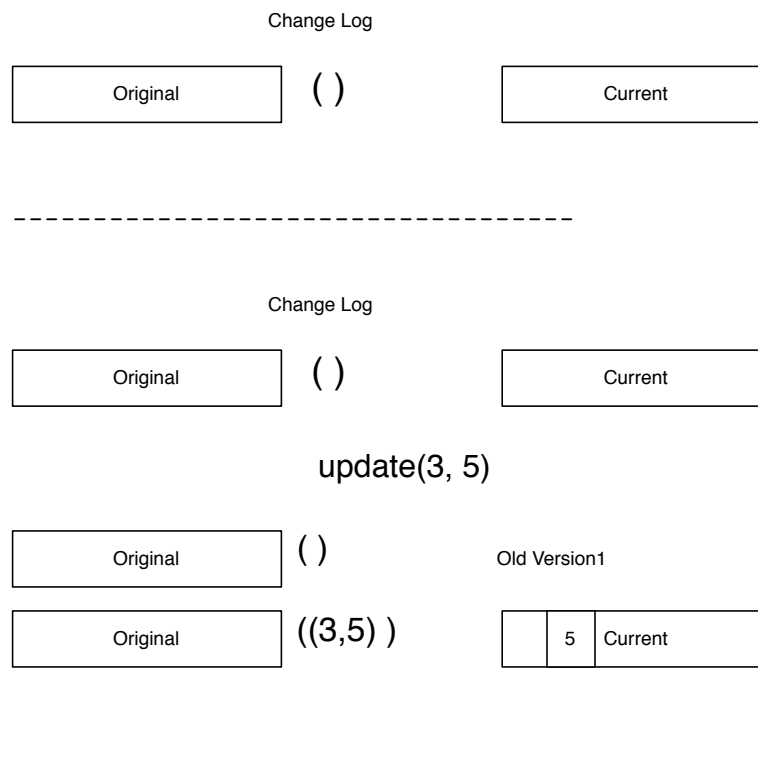 Change Log
Original ( ) Current
Change Log
Original ( ) Current
update(3, 5)
Original ( ) Old Version1
Original ((3,5) ) 5 Current